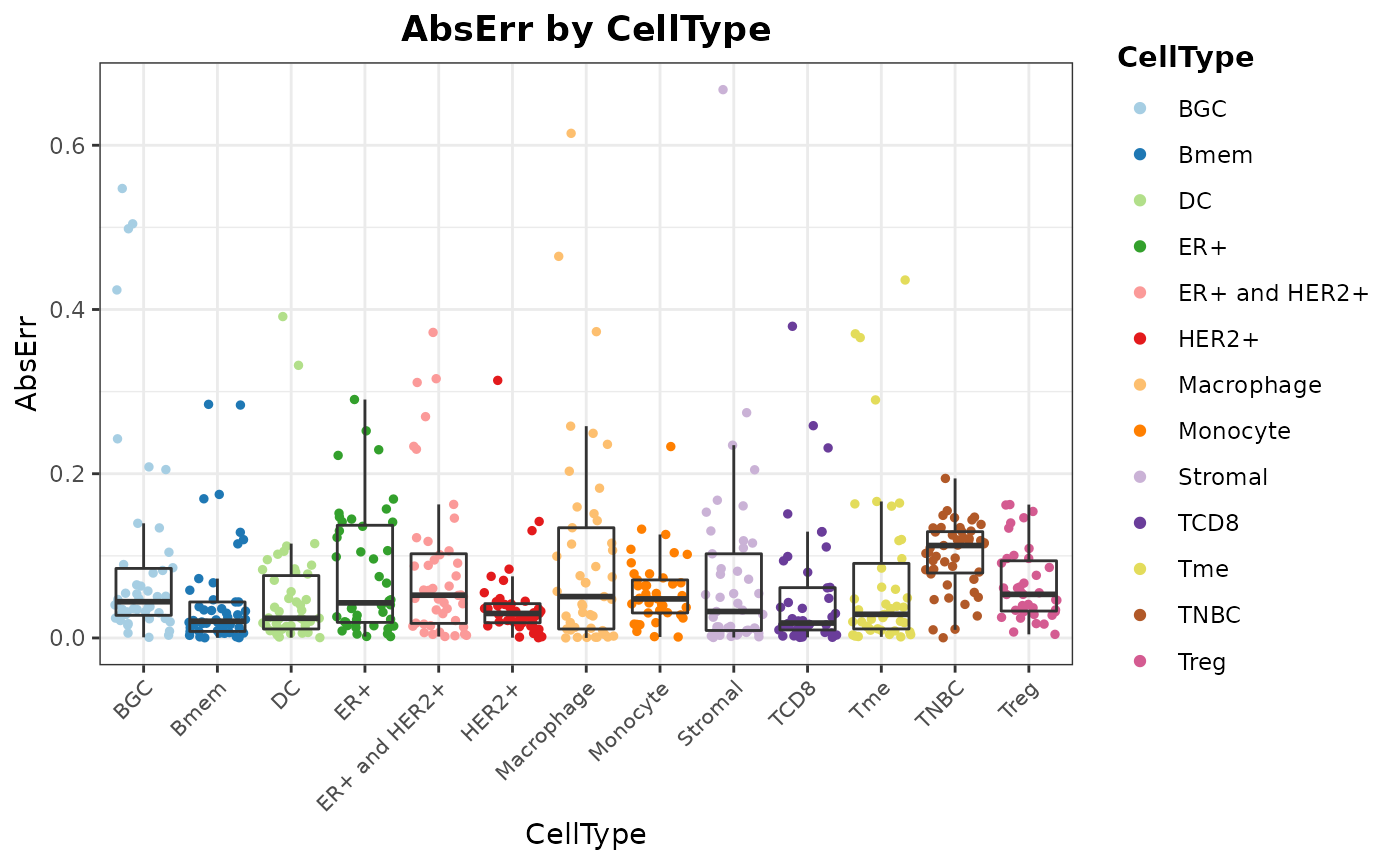 AbsErr by CellType
AbsErr
0.6
0.4
0.2
0.0
BGC
Bmem
DC
ER+
ER+ and HER2+
HER2+
Macrophage
Monocyte
Stromal
TCD8
Tme
TNBC
Treg
CellType
CellType
BGC
Bmem
DC
ER+
ER+ and HER2+
HER2+
Macrophage
Monocyte
Stromal
TCD8
Tme
TNBC
Treg